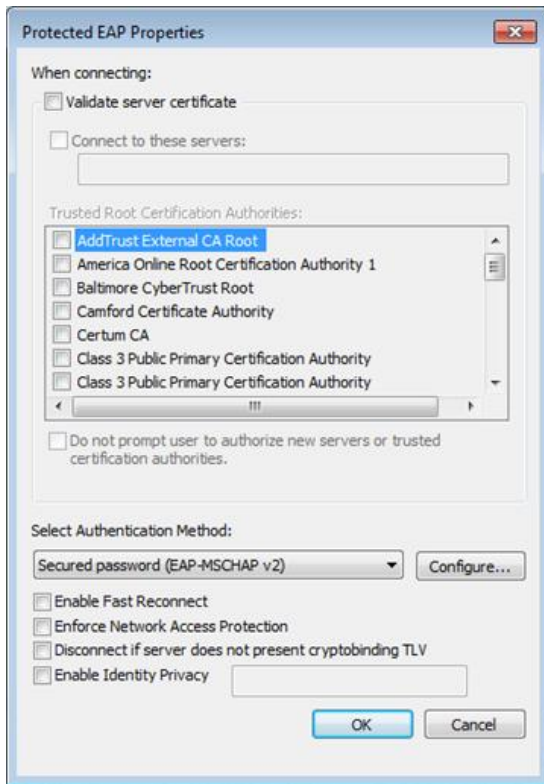 Protected EAP Properties
When connecting:
Validate server certificate
Connect to these servers:
Trusted Root Certification Authorities:
AddTrust External CA Root
America Online Root Certification Authority 1
Baltimore CyberTrust Root
Camford Certificate Authority
Certum CA
Class 3 Public Primary Certification Authority
Class 3 Public Primary Certification Authority
Do not prompt user to authorize new servers or trusted
certification authorities.
Select Authentication Method:
Secured password (EAP-MSCHAP v2) Configure...
Enable Fast Reconnect
Enforce Network Access Protection
Disconnect if server does not present cryptobinding TLV
Enable Identity Privacy
OK Cancel